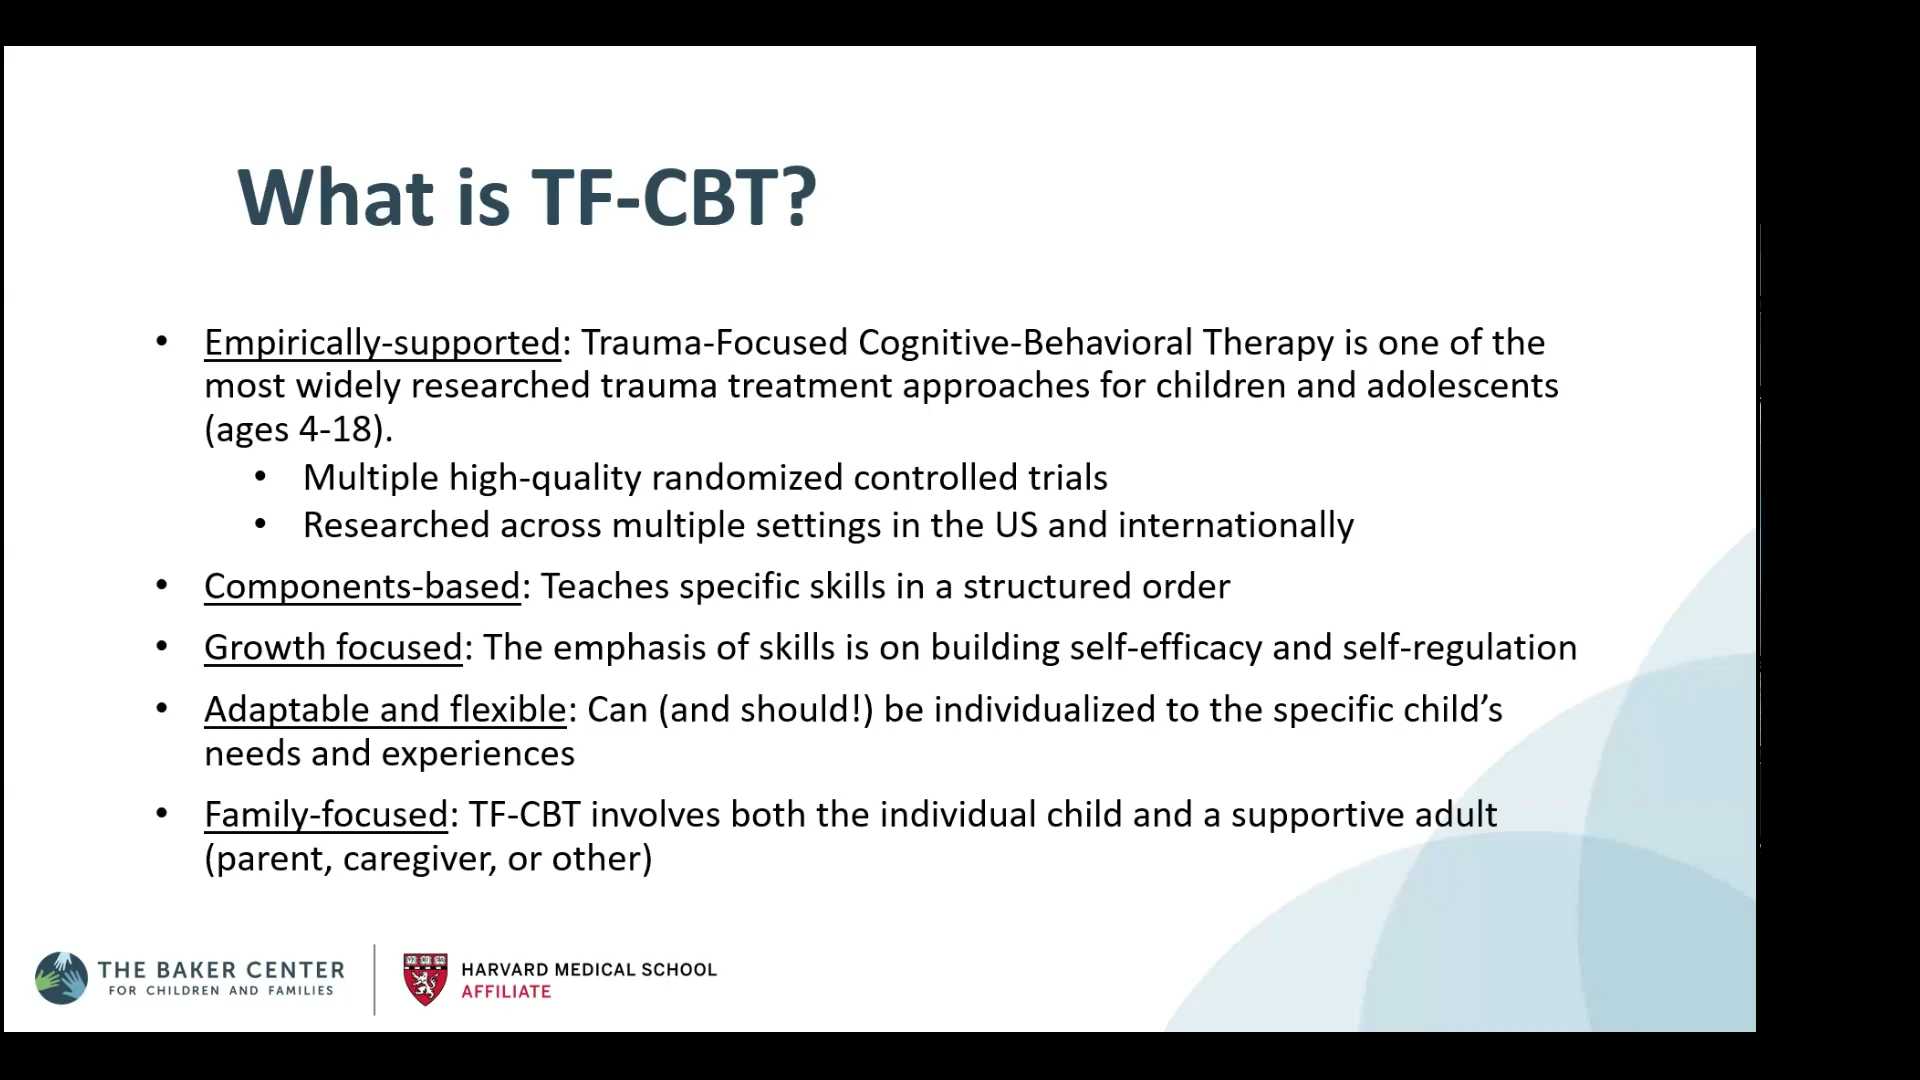 What is TF-CBT?
• Empirically-supported: Trauma-Focused Cognitive-Behavioral Therapy is one of the
most widely researched trauma treatment approaches for children and adolescents
(ages 4-18).
• Multiple high-quality randomized controlled trials
• Researched across multiple settings in the US and internationally
• Components-based: Teaches specific skills in a structured order
• Growth focused: The emphasis of skills is on building self-efficacy and self-regulation
• Adaptable and flexible: Can (and should!) be individualized to the specific child’s
needs and experiences
• Family-focused: TF-CBT involves both the individual child and a supportive adult
(parent, caregiver, or other)
THE BAKER CENTER
FOR CHILDREN AND FAMILIES
HARVARD MEDICAL SCHOOL
AFFILIATE